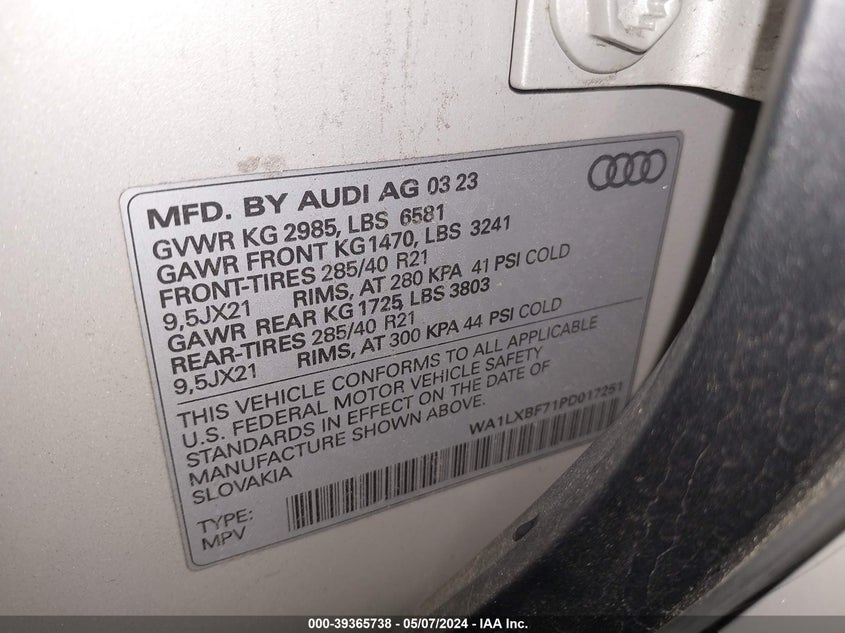 MFD. BY AUDI AG 03 23
GVWR KG 2985, LBS 6581
GAWR FRONT KG1470, LBS 3241
FRONT-TIRES 285/40 R21
9,5JX21 RIMS, AT 280 KPA 41 PSI COLD
GAWR REAR KG 1725, LBS 3803
REAR-TIRES 285/40 R21
9,5JX21 RIMS, AT 300 KPA 44 PSI COLD
THIS VEHICLE CONFORMS TO ALL APPLICABLE
U.S. FEDERAL MOTOR VEHICLE SAFETY
STANDARDS IN EFFECT ON THE DATE OF
MANUFACTURE SHOWN ABOVE.
SLOVAKIA
WA1LXBF71PD017251
TYPE:
MPV
000-39365738 - 05/07/2024 - IAA Inc.